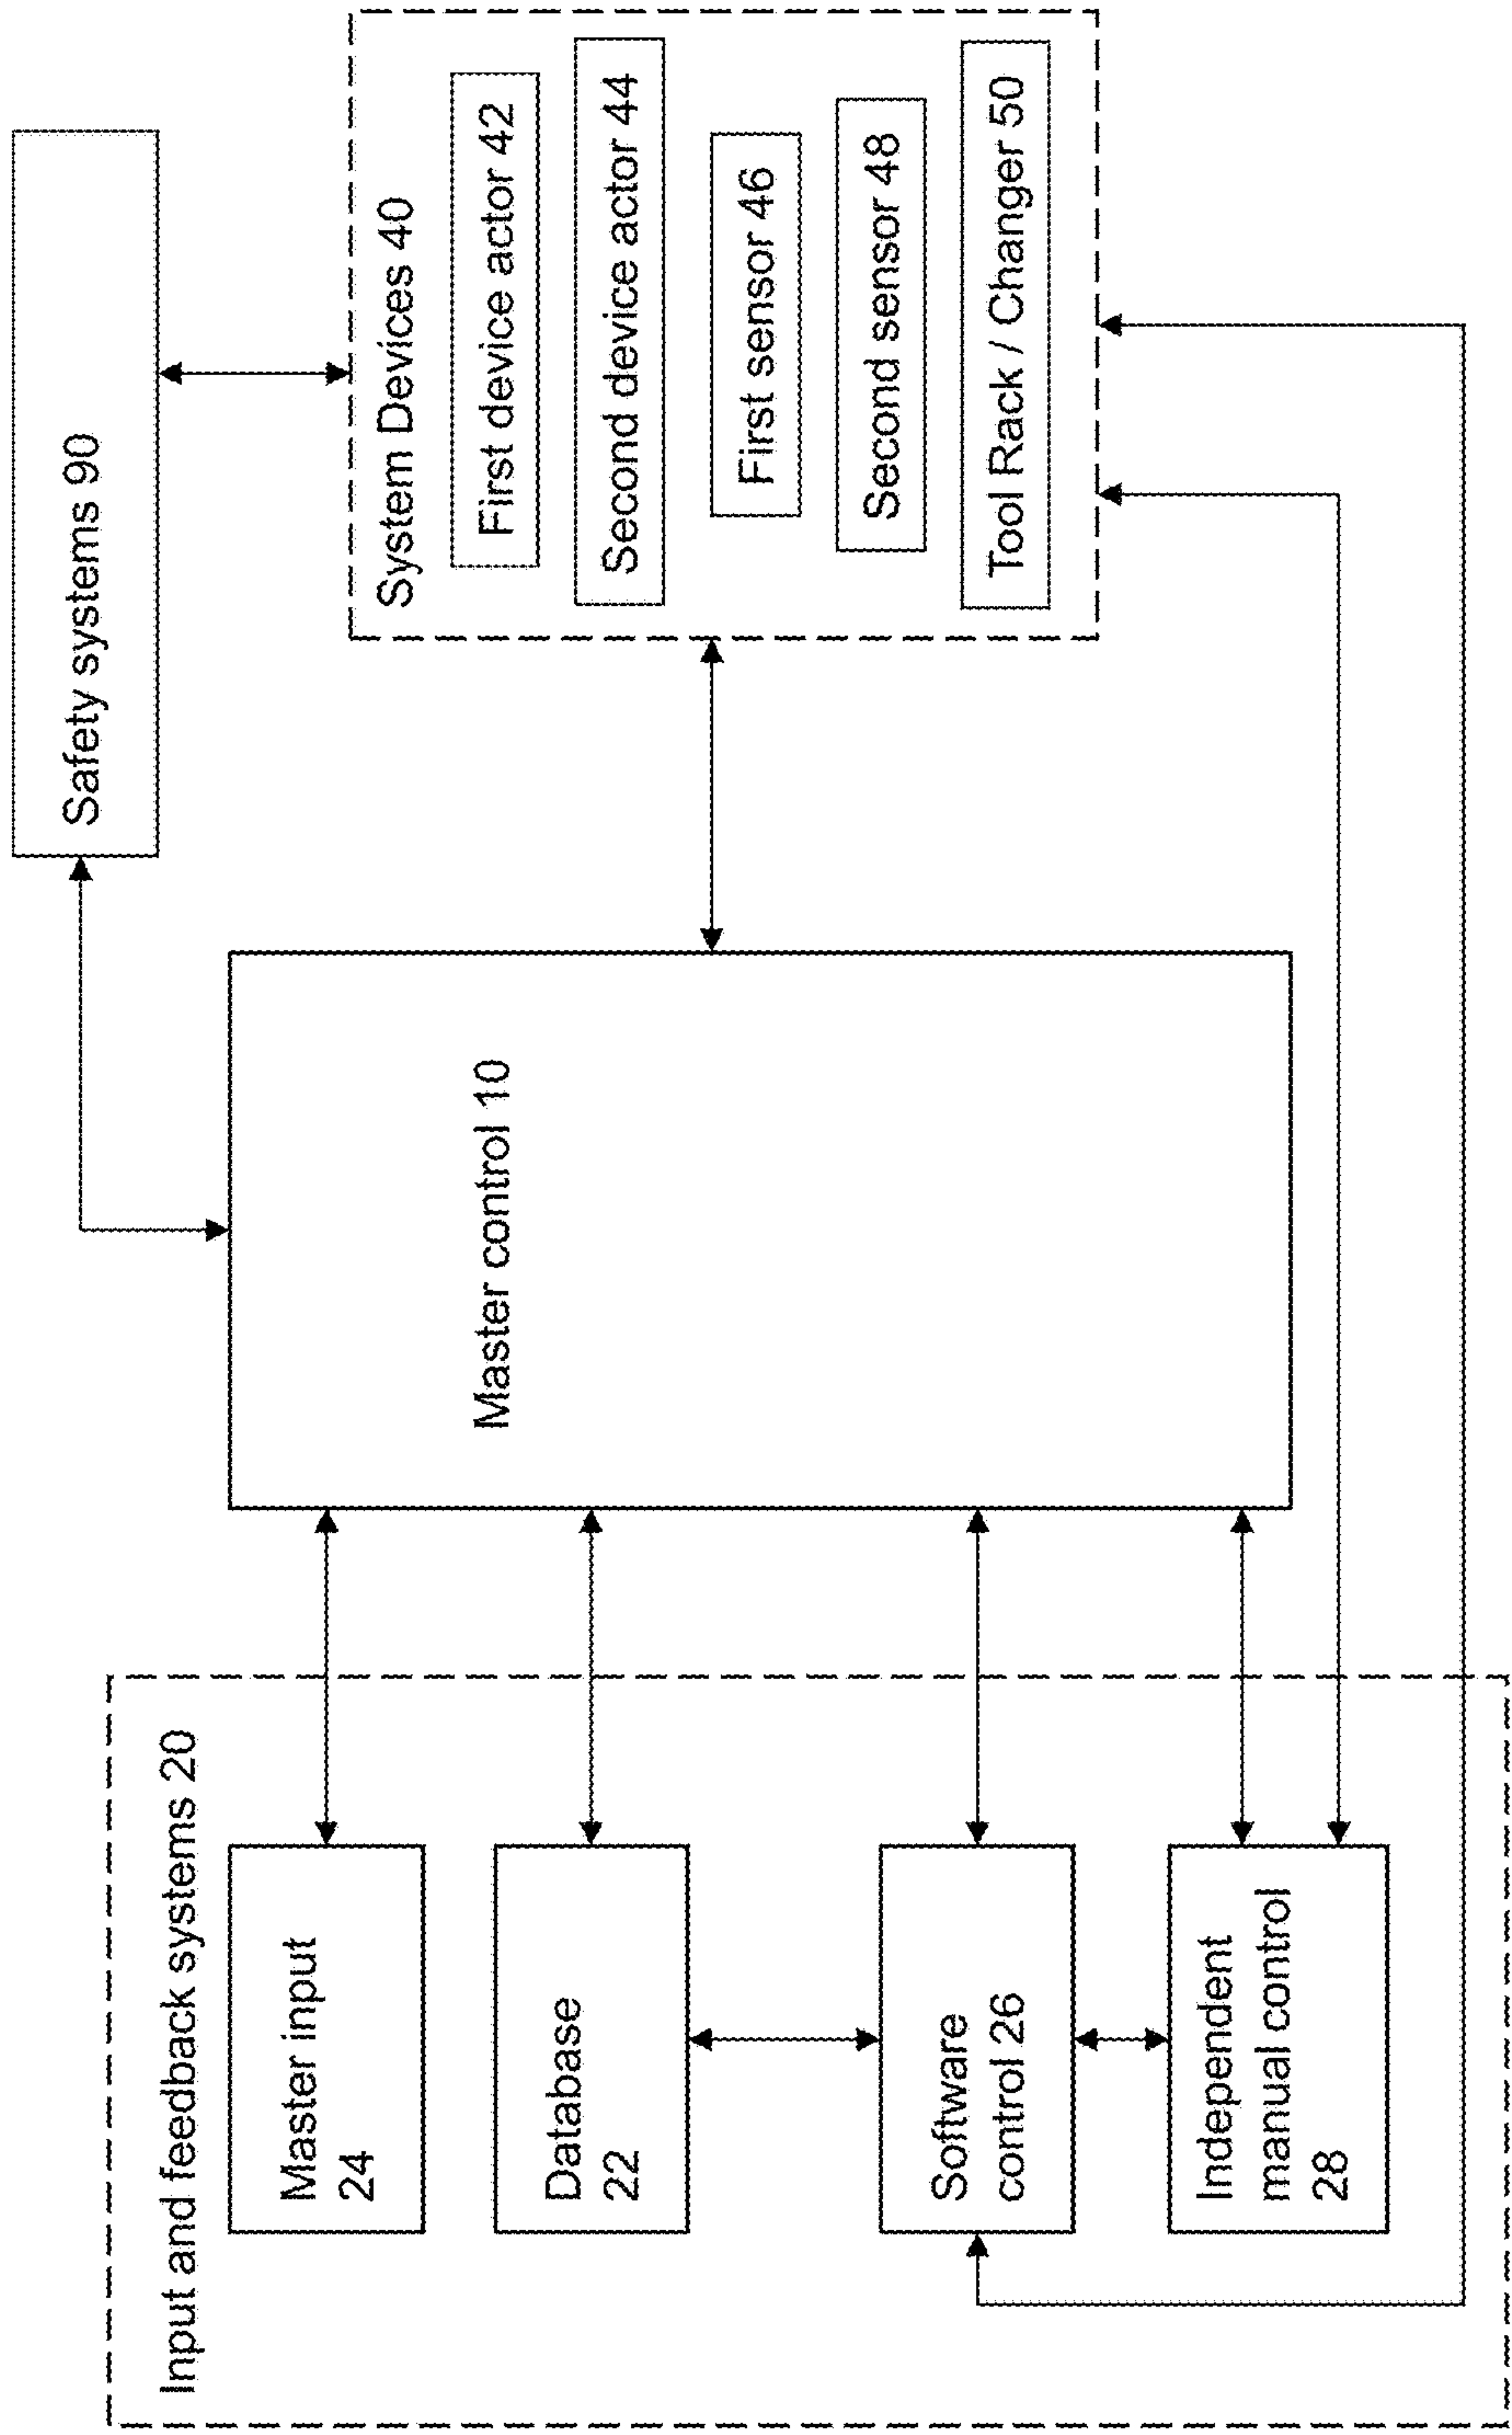 Safety systems 90
Input and feedback systems 20
Master input
24
Database
22
Software
control 26
Independent
manual control
28
Master control 10
System Devices 40
First device actor 42
Second device actor 44
First sensor 46
Second sensor 48
Tool Rack / Changer 50